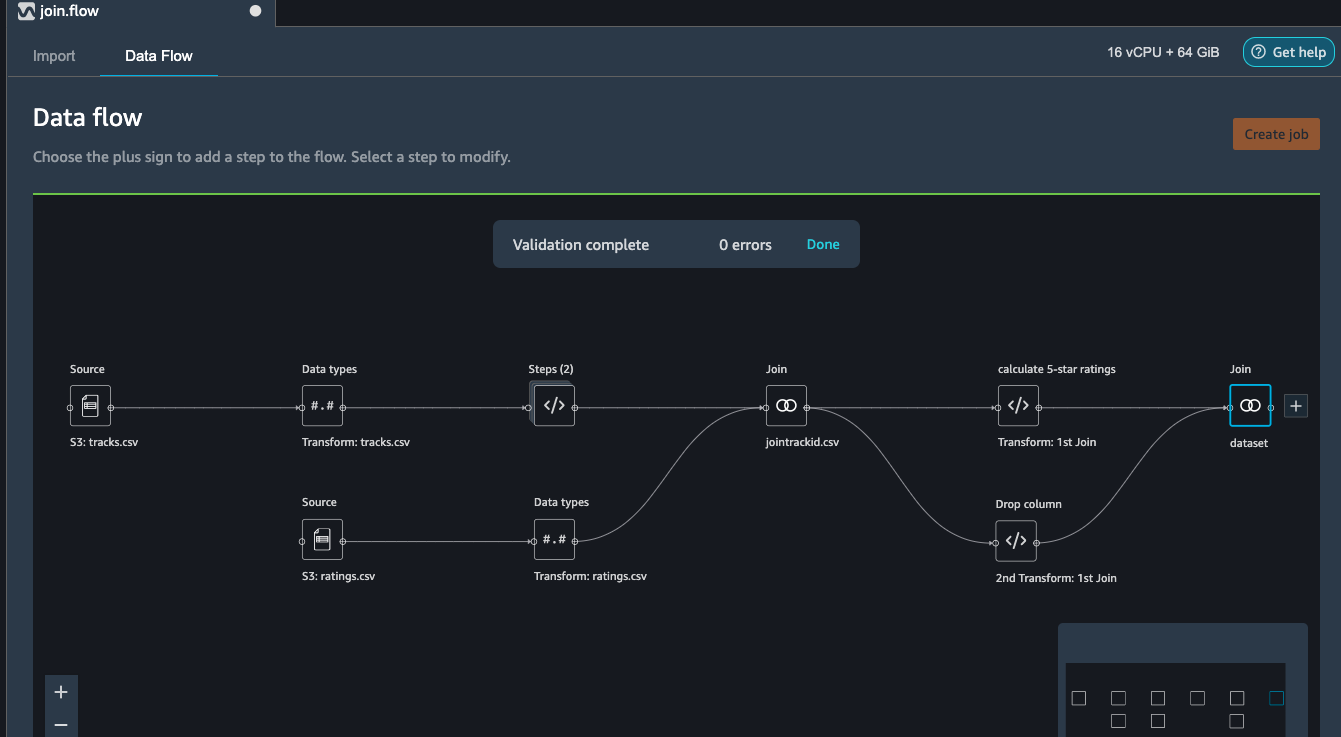 join.flow
Import
Data Flow
16 vCPU + 64 GiB
Get help
Data flow
Choose the plus sign to add a step to the flow. Select a step to modify.
Create job
Validation complete 0 errors Done
Source
Data types
Steps (2)
Join
calculate 5-star ratings
Join
#.#
</>
</>
S3: tracks.csv
Transform: tracks.csv
jointrackid.csv
Transform: 1st Join
dataset
Source
Data types
Drop column
#.#
</>
S3: ratings.csv
Transform: ratings.csv
2nd Transform: 1st Join